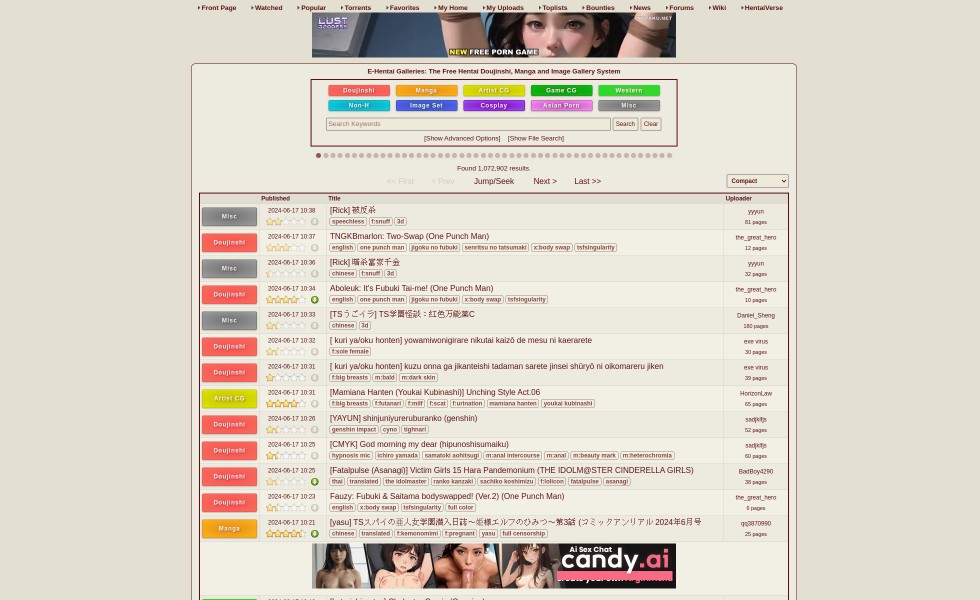 Front Page Watched Popular Torrents Favorites My Home My Uploads Toplists Bounties News Forums Wiki HentaiVerse
LUST
NEW FREE PORN GAME
E-Hentai Galleries: The Free Hentai Doujinshi, Manga and Image Gallery System
Doujinshi Manga Artist CG Game CG Western
Non-H Image Set Cosplay Asian Porn Misc
Search Keywords Search Clear
[Show Advanced Options] [Show File Search]
Found 1,072,902 results.
<< First < Prev Jump/Seek Next > Last >> Compact
Published Title Uploader
Misc 2024-06-17 10:38 [Rick] 被反杀 yyyun
speechless f:snuff 3d 81 pages
Doujinshi 2024-06-17 10:37 TNGKBmarlon: Two-Swap (One Punch Man) the_great_hero
english one punch man jigoku no fubuki senritsu no tatsumaki x:body swap tsfsingularity 12 pages
Misc 2024-06-17 10:36 [Rick] 暗杀富家千金 yyyun
chinese f:snuff 3d 32 pages
Doujinshi 2024-06-17 10:34 Aboleuk: It's Fubuki Tai-me! (One Punch Man) the_great_hero
english one punch man jigoku no fubuki x:body swap tsfsingularity 10 pages
Misc 2024-06-17 10:33 [TSうごイラ] TS学園怪談：紅色万能薬C Daniel_Sheng
chinese 3d 180 pages
Doujinshi 2024-06-17 10:32 [ kuri ya/oku honten] yowamiwonigirare nikutai kaizō de mesu ni kaerarete exe virus
f:sole female 30 pages
Doujinshi 2024-06-17 10:31 [ kuri ya/oku honten] kuzu onna ga jikanteishi tadaman sarete jinsei shūryō ni oikomareru jiken exe virus
f:big breasts m:bald m:dark skin 39 pages
Artist CG 2024-06-17 10:31 [Mamiana Hanten (Youkai Kubinashi)] Unching Style Act.06 HorizonLaw
f:big breasts f:futanari f:milf f:scat f:urination mamiana hanten youkai kubinashi 65 pages
Doujinshi 2024-06-17 10:26 [YAYUN] shinjuniyureruburanko (genshin) sadjklfjs
genshin impact cyno tighnari 52 pages
Doujinshi 2024-06-17 10:25 [CMYK] God morning my dear (hipunoshisumaiku) sadjklfjs
hypnosis mic ichiro yamada samatoki aohitsugi m:anal intercourse m:anal m:beauty mark m:heterochromia 60 pages
Doujinshi 2024-06-17 10:25 [Fatalpulse (Asanagi)] Victim Girls 15 Hara Pandemonium (THE IDOLM@STER CINDERELLA GIRLS) BadBoy4290
thai translated the idolmaster ranko kanzaki sachiko koshimizu f:lolicon fatalpulse asanagi 38 pages
Doujinshi 2024-06-17 10:23 Fauzy: Fubuki & Saitama bodyswapped! (Ver.2) (One Punch Man) the_great_hero
english x:body swap tsfsingularity full color 6 pages
Manga 2024-06-17 10:21 [yasu] TSスパイの亜人女学園潜入日誌～姫様エルフのひみつ～第3話 (コミックアンリアル 2024年6月号 qq3870990
chinese translated f:kemonomimi f:pregnant yasu full censorship 25 pages
AI Sex Chat
candy.ai